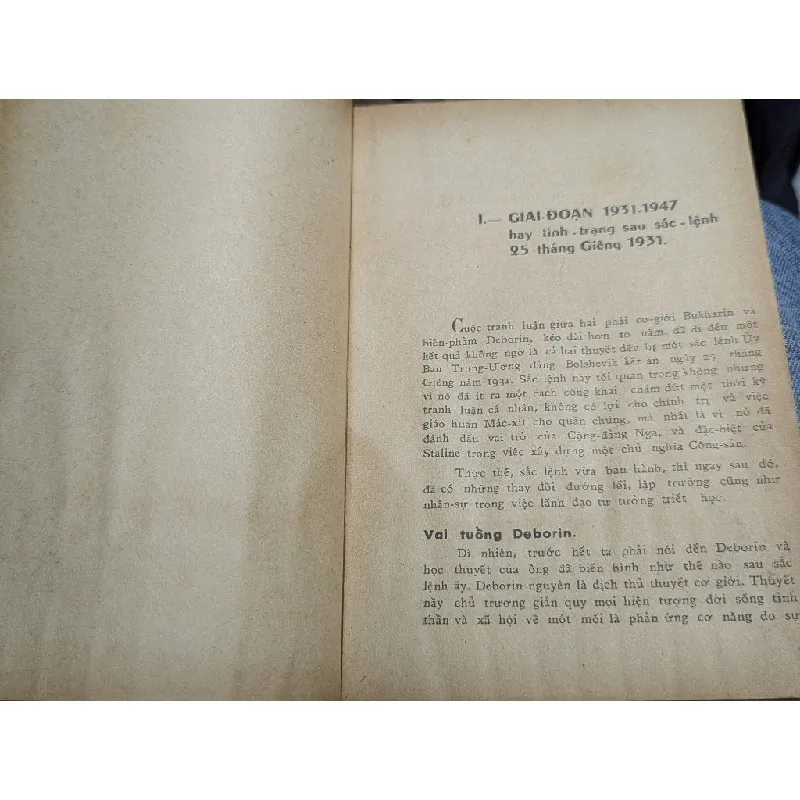 I.— GIAI-ĐOẠN 1931-1947
hay tình-trạng sau sắc-lệnh
25 tháng Giêng 1931.
Cuộc tranh luận giữa hai phái cơ-giới Bukharin và
biện-phẩm Deborin, kéo dài hơn 10 năm, đã đi đến một
kết quả không ngờ là cả hai thuyết đều bị một sắc lệnh Uỷ
Ban Trung-Ương đảng Bolshevik kết án ngày 25 tháng
Giêng năm 1931. Sắc lệnh này tối quan trọng không những
vì nó đã ít ra một cách công khai chấm dứt một thời kỳ
tranh luận cá nhân, không có lợi cho chính trị và việc
giáo huấn Mác-xít cho quần chúng, mà nhất là vì nó đã
đánh dấu vai trò của Cộng-đảng Nga, và đặc-biệt của
Staline trong việc xây dựng một chủ nghĩa Cộng-sản.
Thực thế, sắc lệnh vừa ban hành, thì ngay sau đó,
đã có những thay đổi đường lối, lập trường cũng như
nhân-sự trong việc lãnh đạo tư tưởng triết học.
Vai tuồng Deborin.
Dĩ nhiên, trước hết ta phải nói đến Deborin và
học thuyết của ông đã biến hình như thế nào sau sắc
lệnh ấy. Deborin nguyên là địch thủ thuyết cơ giới. Thuyết
này chủ trương giản quy mọi hiện tượng đời sống tinh
thần và xã hội về một mối là phản ứng cơ năng do sự